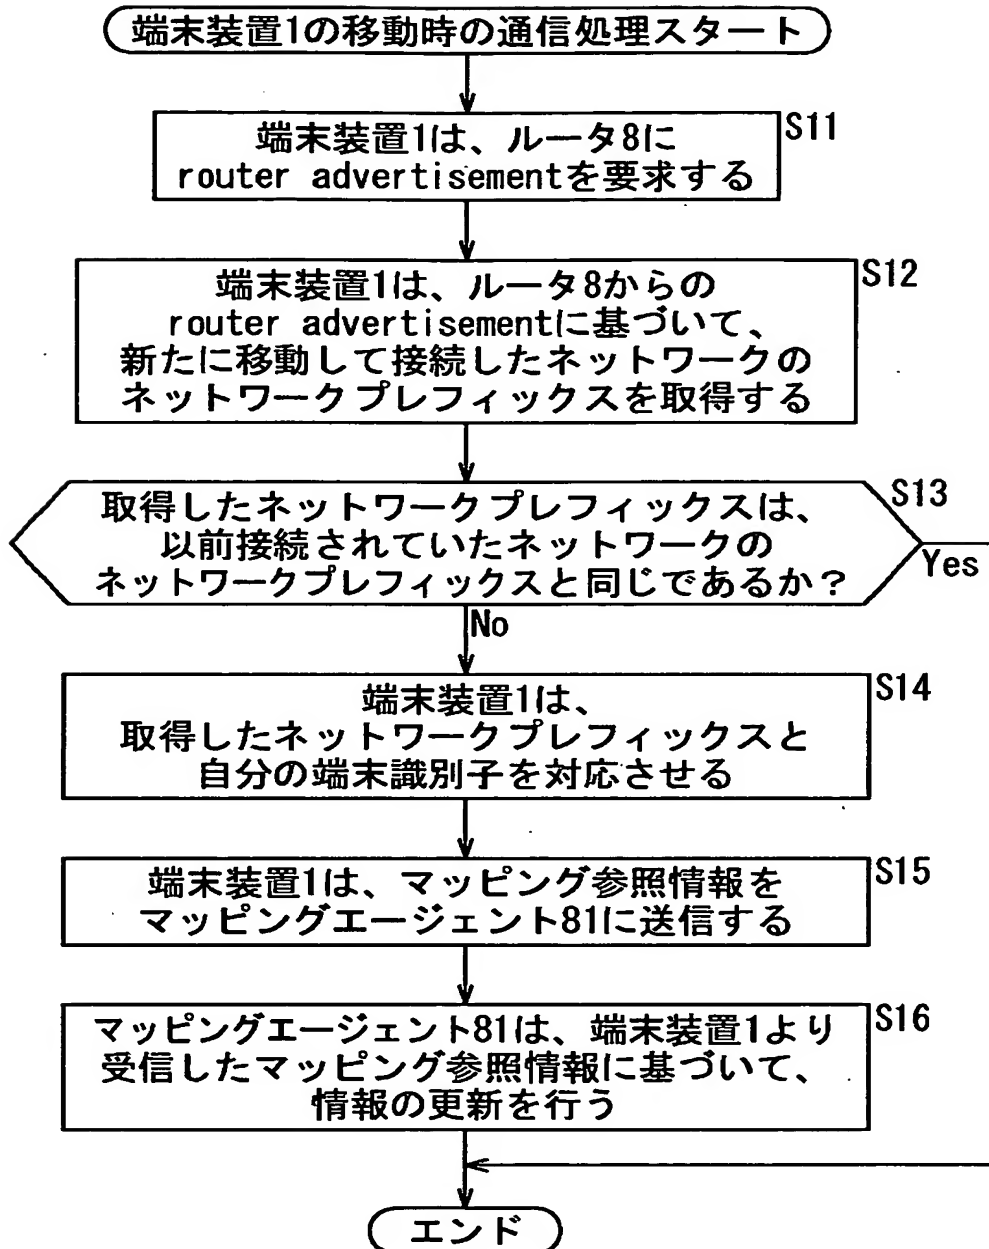 端末装置1の移動時の通信処理スタート
S11
端末装置1は、ルータ8に
router advertisementを要求する
S12
端末装置1は、ルータ8からの
router advertisementに基づいて、
新たに移動して接続したネットワークの
ネットワークプレフィックスを取得する
S13
取得したネットワークプレフィックスは、
以前接続されていたネットワークの
ネットワークプレフィックスと同じであるか？
Yes
No
S14
端末装置1は、
取得したネットワークプレフィックスと
自分の端末識別子を対応させる
S15
端末装置1は、マッピング参照情報を
マッピングエージェント81に送信する
S16
マッピングエージェント81は、端末装置1より
受信したマッピング参照情報に基づいて、
情報の更新を行う
エンド